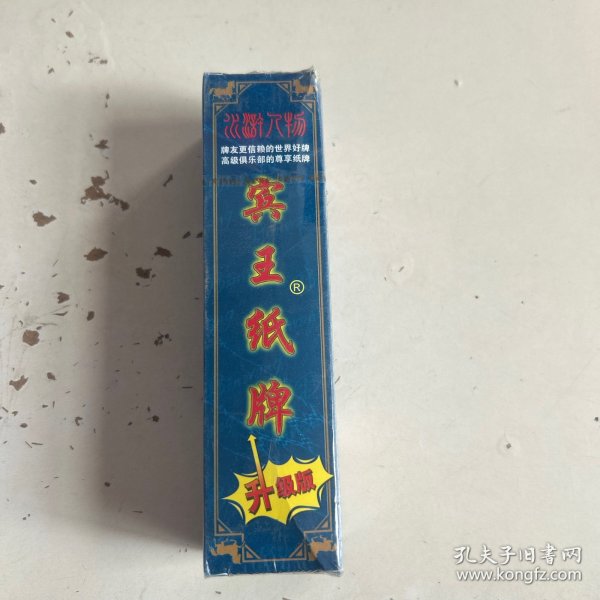 水浒人物
牌友更信赖的世界好牌
高级俱乐部的尊享纸牌
宾王纸牌®
升级版
孔夫子旧书网
www.kongfz.com